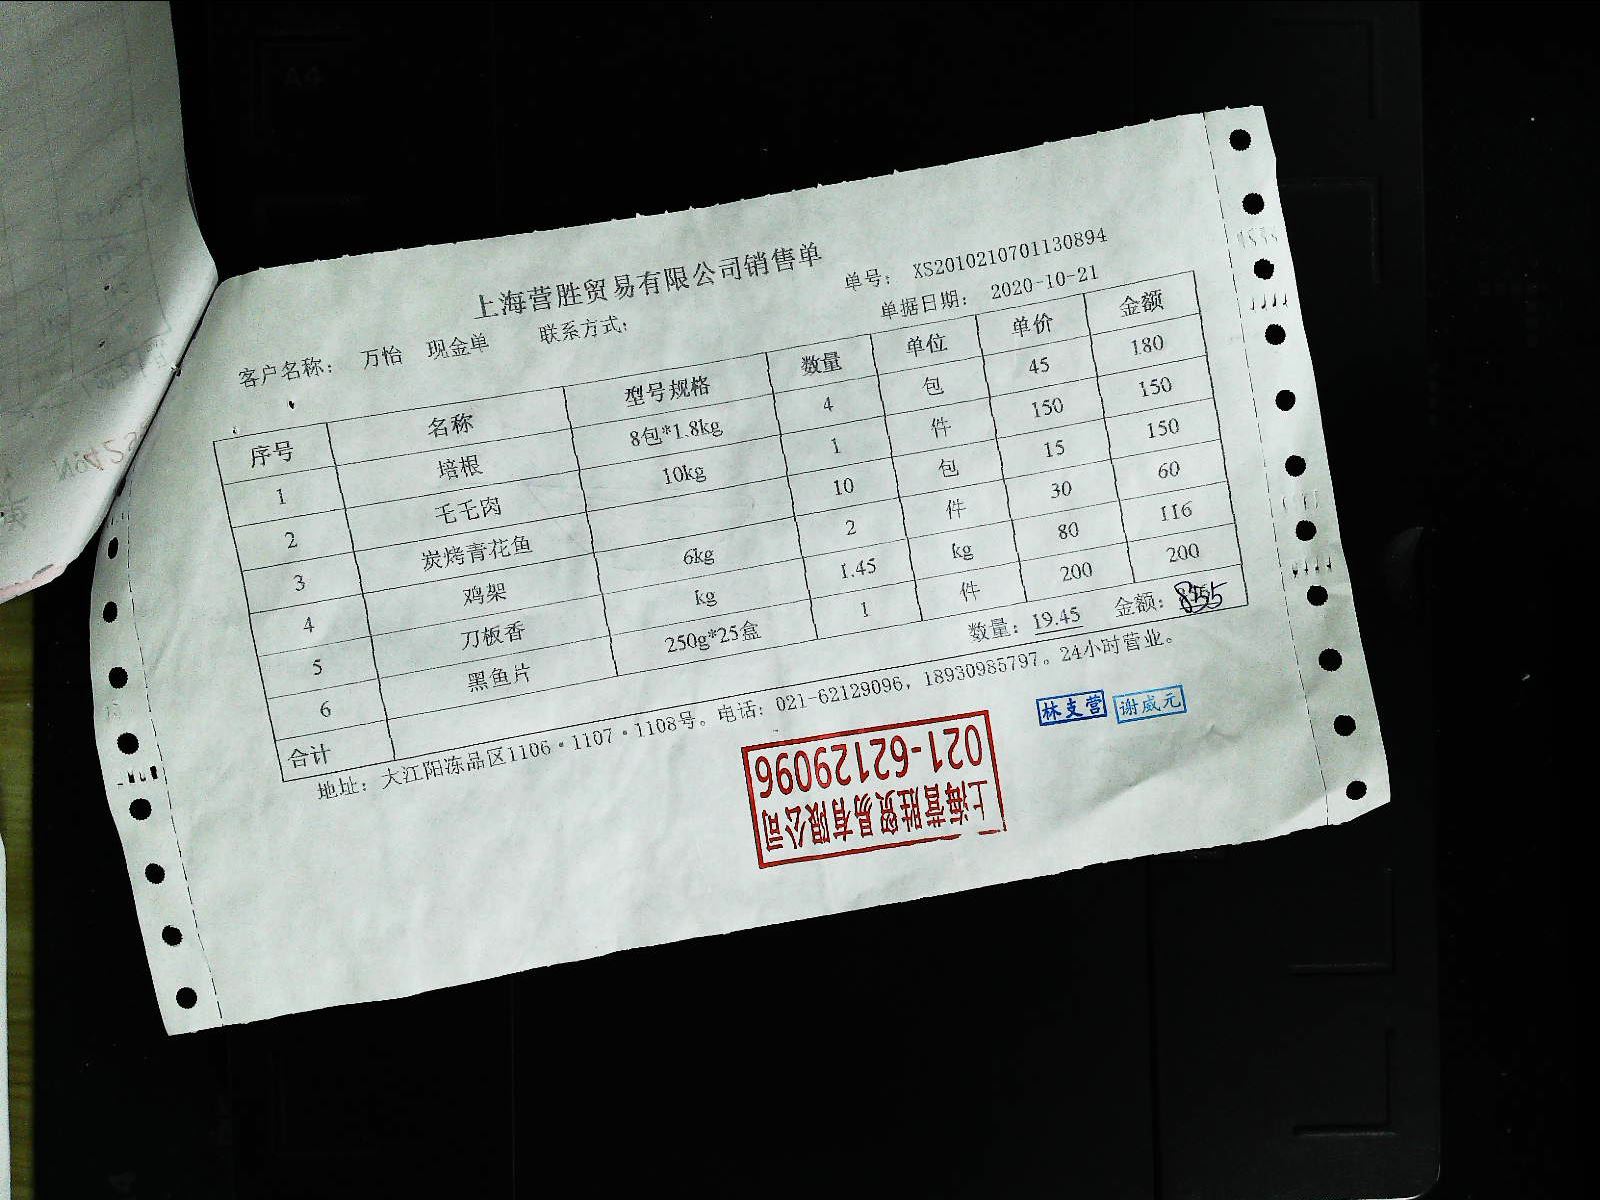 上海营胜贸易有限公司销售单
单号: XS2010210701130894
客户名称: 万怡 现金单 联系方式: 单据日期: 2020-10-21
序号 名称 型号规格 数量 单位 单价 金额
1 培根 8包*1.8kg 4 包 45 180
2 毛毛肉 10kg 1 件 150 150
3 炭烤青花鱼 10 包 15 150
4 鸡架 6kg 2 件 30 60
5 刀板香 kg 1.45 kg 80 116
6 黑鱼片 250g*25盒 1 件 200 200
合计 数量: 19.45 金额:
地址: 大江阳冻品区1106·1107·1108号。电话: 021-62129096, 18930985797。24小时营业。
林支营 谢威元
上海营胜贸易有限公司
021-62129096